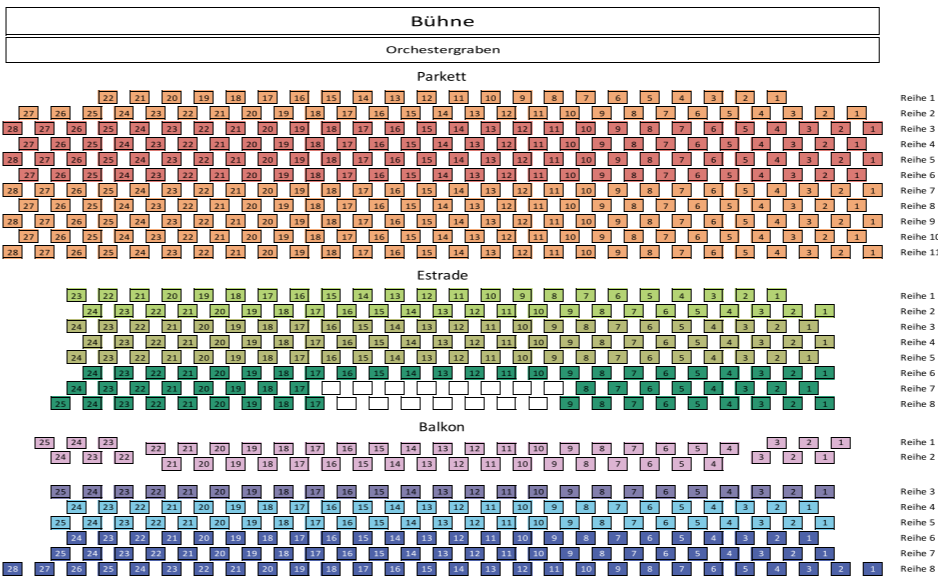 Bühne
Orchestergraben
Parkett
22 21 20 19 18 17 16 15 14 13 12 11 10 9 8 7 6 5 4 3 2 1 Reihe 1
27 26 25 24 23 22 21 20 19 18 17 16 15 14 13 12 11 10 9 8 7 6 5 4 3 2 1 Reihe 2
28 27 26 25 24 23 22 21 20 19 18 17 16 15 14 13 12 11 10 9 8 7 6 5 4 3 2 1 Reihe 3
27 26 25 24 23 22 21 20 19 18 17 16 15 14 13 12 11 10 9 8 7 6 5 4 3 2 1 Reihe 4
28 27 26 25 24 23 22 21 20 19 18 17 16 15 14 13 12 11 10 9 8 7 6 5 4 3 2 1 Reihe 5
27 26 25 24 23 22 21 20 19 18 17 16 15 14 13 12 11 10 9 8 7 6 5 4 3 2 1 Reihe 6
28 27 26 25 24 23 22 21 20 19 18 17 16 15 14 13 12 11 10 9 8 7 6 5 4 3 2 1 Reihe 7
27 26 25 24 23 22 21 20 19 18 17 16 15 14 13 12 11 10 9 8 7 6 5 4 3 2 1 Reihe 8
28 27 26 25 24 23 22 21 20 19 18 17 16 15 14 13 12 11 10 9 8 7 6 5 4 3 2 1 Reihe 9
27 26 25 24 23 22 21 20 19 18 17 16 15 14 13 12 11 10 9 8 7 6 5 4 3 2 1 Reihe 10
28 27 26 25 24 23 22 21 20 19 18 17 16 15 14 13 12 11 10 9 8 7 6 5 4 3 2 1 Reihe 11
Estrade
23 22 21 20 19 18 17 16 15 14 13 12 11 10 9 8 7 6 5 4 3 2 1 Reihe 1
24 23 22 21 20 19 18 17 16 15 14 13 12 11 10 9 8 7 6 5 4 3 2 1 Reihe 2
24 23 22 21 20 19 18 17 16 15 14 13 12 11 10 9 8 7 6 5 4 3 2 1 Reihe 3
24 23 22 21 20 19 18 17 16 15 14 13 12 11 10 9 8 7 6 5 4 3 2 1 Reihe 4
24 23 22 21 20 19 18 17 16 15 14 13 12 11 10 9 8 7 6 5 4 3 2 1 Reihe 5
24 23 22 21 20 19 18 17 16 15 14 13 12 11 10 9 8 7 6 5 4 3 2 1 Reihe 6
24 23 22 21 20 19 18 17 8 7 6 5 4 3 2 1 Reihe 7
25 24 23 22 21 20 19 18 17 9 8 7 6 5 4 3 2 1 Reihe 8
Balkon
25 24 23 22 21 20 19 18 17 16 15 14 13 12 11 10 9 8 7 6 5 4 3 2 1 Reihe 1
24 23 22 21 20 19 18 17 16 15 14 13 12 11 10 9 8 7 6 5 4 3 2 1 Reihe 2
25 24 23 22 21 20 19 18 17 16 15 14 13 12 11 10 9 8 7 6 5 4 3 2 1 Reihe 3
24 23 22 21 20 19 18 17 16 15 14 13 12 11 10 9 8 7 6 5 4 3 2 1 Reihe 4
25 24 23 22 21 20 19 18 17 16 15 14 13 12 11 10 9 8 7 6 5 4 3 2 1 Reihe 5
24 23 22 21 20 19 18 17 16 15 14 13 12 11 10 9 8 7 6 5 4 3 2 1 Reihe 6
25 24 23 22 21 20 19 18 17 16 15 14 13 12 11 10 9 8 7 6 5 4 3 2 1 Reihe 7
28 27 26 25 24 23 22 21 20 19 18 17 16 15 14 13 12 11 10 9 8 7 6 5 4 3 2 1 Reihe 8